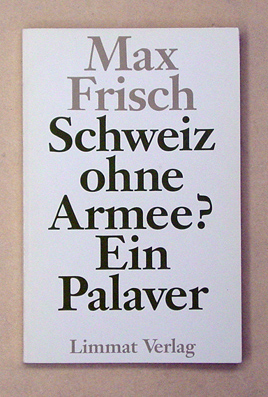 Max
Frisch
Schweiz
ohne
Armee?
Ein
Palaver
Limmat Verlag